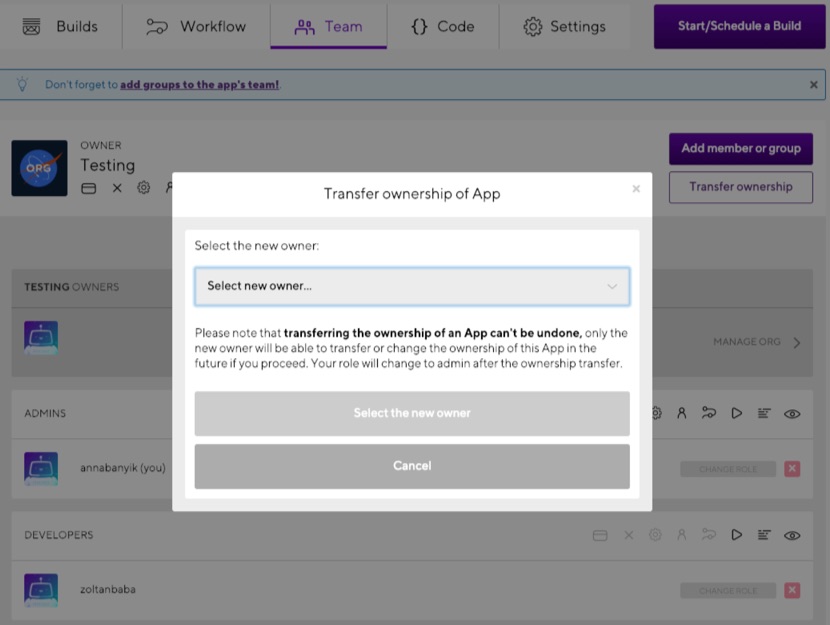 Builds
Workflow
Team
{} Code
Settings
Start/Schedule a Build
Don't forget to add groups to the app's team!.
×
ORG
OWNER
Testing
Add member or group
Transfer ownership
Transfer ownership of App
×
Select the new owner:
Select new owner...
Please note that transferring the ownership of an App can't be undone, only the
new owner will be able to transfer or change the ownership of this App in the
future if you proceed. Your role will change to admin after the ownership transfer.
Select the new owner
Cancel
TESTING OWNERS
MANAGE ORG
ADMINS
annabanyik (you)
CHANGE ROLE
DEVELOPERS
zoltanbaba
CHANGE ROLE